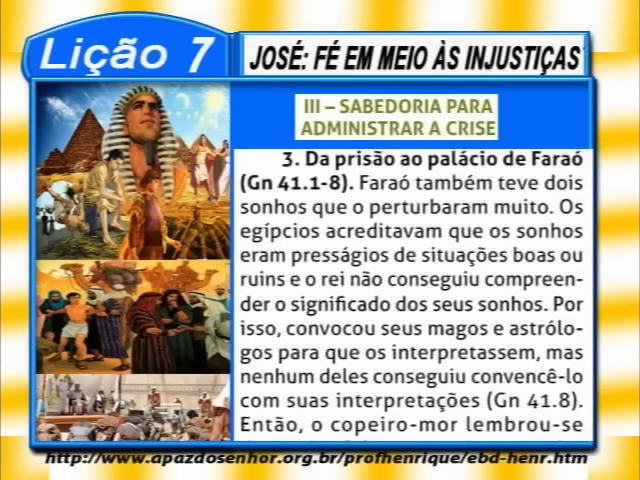 Lição 7
JOSÉ: FÉ EM MEIO ÀS INJUSTIÇAS
III – SABEDORIA PARA
ADMINISTRAR A CRISE
3. Da prisão ao palácio de Faraó
(Gn 41.1-8). Faraó também teve dois
sonhos que o perturbaram muito. Os
egípcios acreditavam que os sonhos
eram presságios de situações boas ou
ruins e o rei não conseguiu compreen-
der o significado dos seus sonhos. Por
isso, convocou seus magos e astrólo-
gos para que os interpretassem, mas
nenhum deles conseguiu convencê-lo
com suas interpretações (Gn 41.8).
Então, o copeiro-mor lembrou-se
http://www.apazdosenhor.org.br/profhenrique/ebd-henr.htm